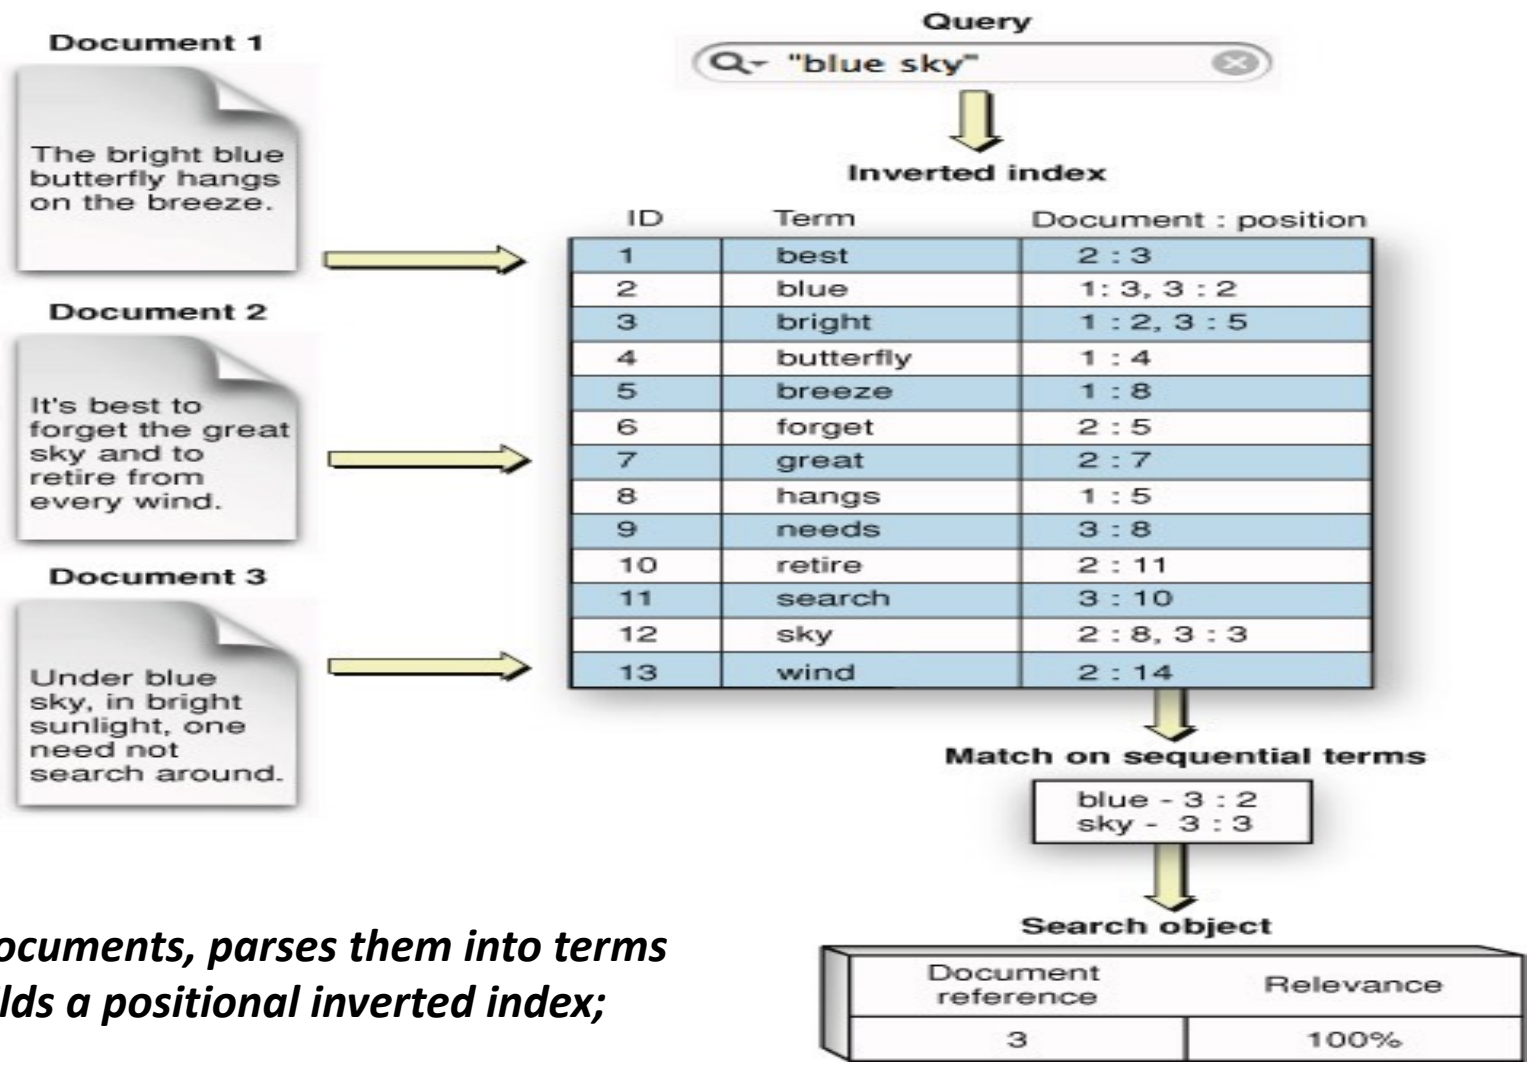 Document 1
The bright blue
butterfly hangs
on the breeze.
Document 2
It's best to
forget the great
sky and to
retire from
every wind.
Document 3
Under blue
sky, in bright
sunlight, one
need not
search around.
Query
"blue sky"
Inverted index
ID Term Document : position
1 best 2 : 3
2 blue 1: 3, 3 : 2
3 bright 1 : 2, 3 : 5
4 butterfly 1 : 4
5 breeze 1 : 8
6 forget 2 : 5
7 great 2 : 7
8 hangs 1 : 5
9 needs 3 : 8
10 retire 2 : 11
11 search 3 : 10
12 sky 2 : 8, 3 : 3
13 wind 2 : 14
Match on sequential terms
blue - 3 : 2
sky - 3 : 3
Search object
Document
reference
Relevance
3 100%
ocuments, parses them into terms
lds a positional inverted index;